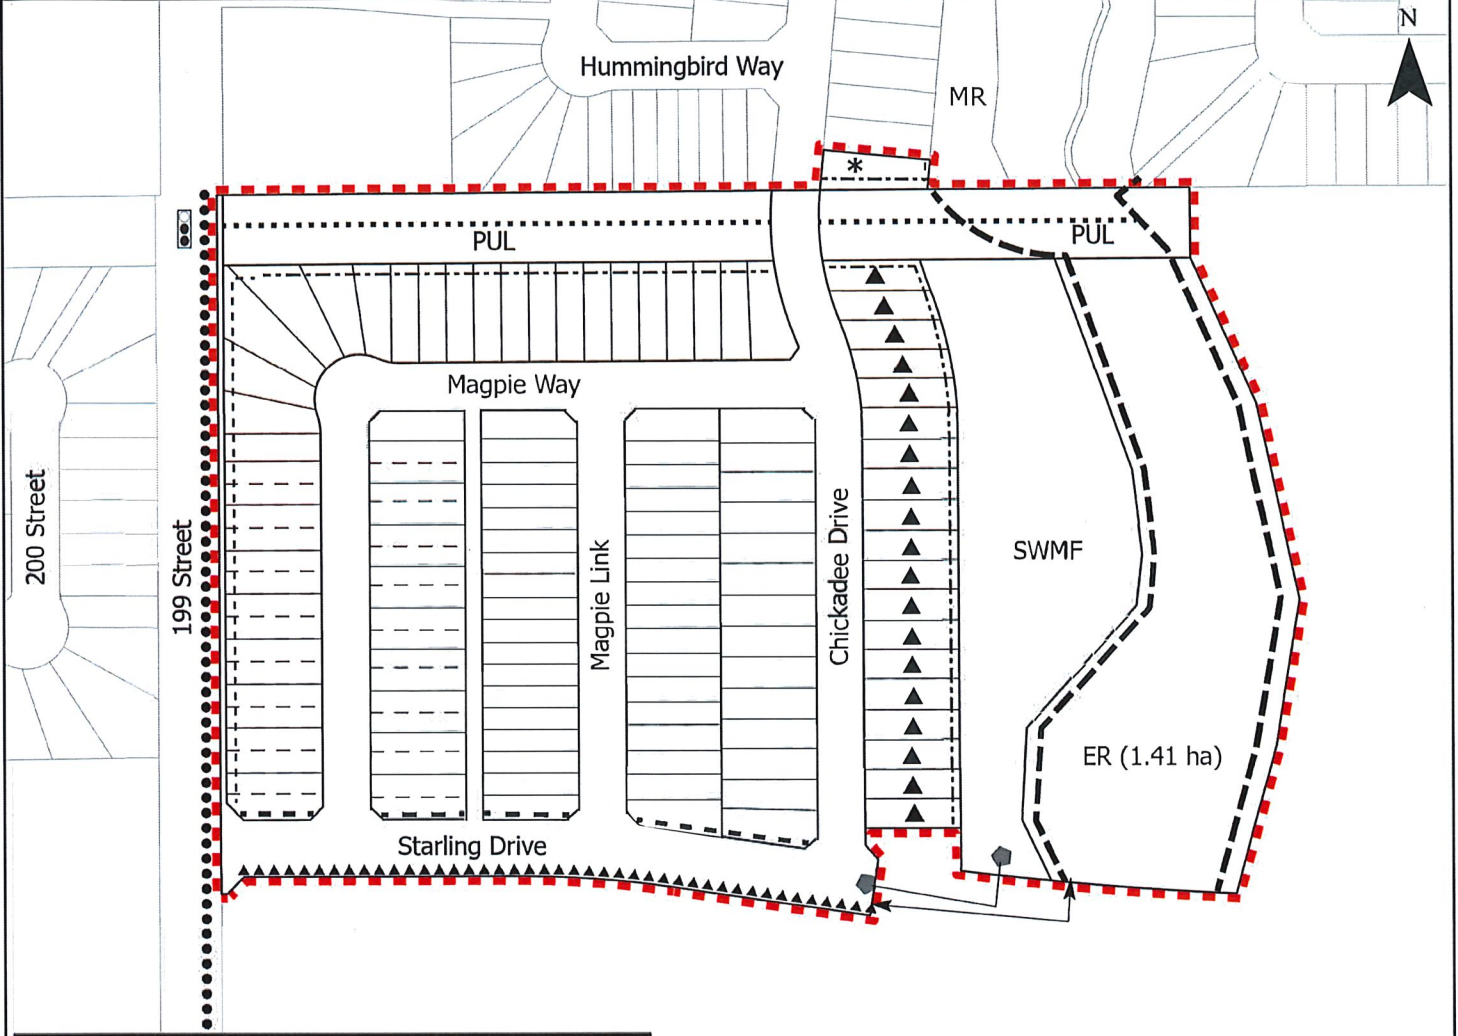 N
Hummingbird Way
MR
*
PUL
PUL
Magpie Way
200 Street
199 Street
Magpie Link
Chickadee Drive
SWMF
ER (1.41 ha)
Starling Drive